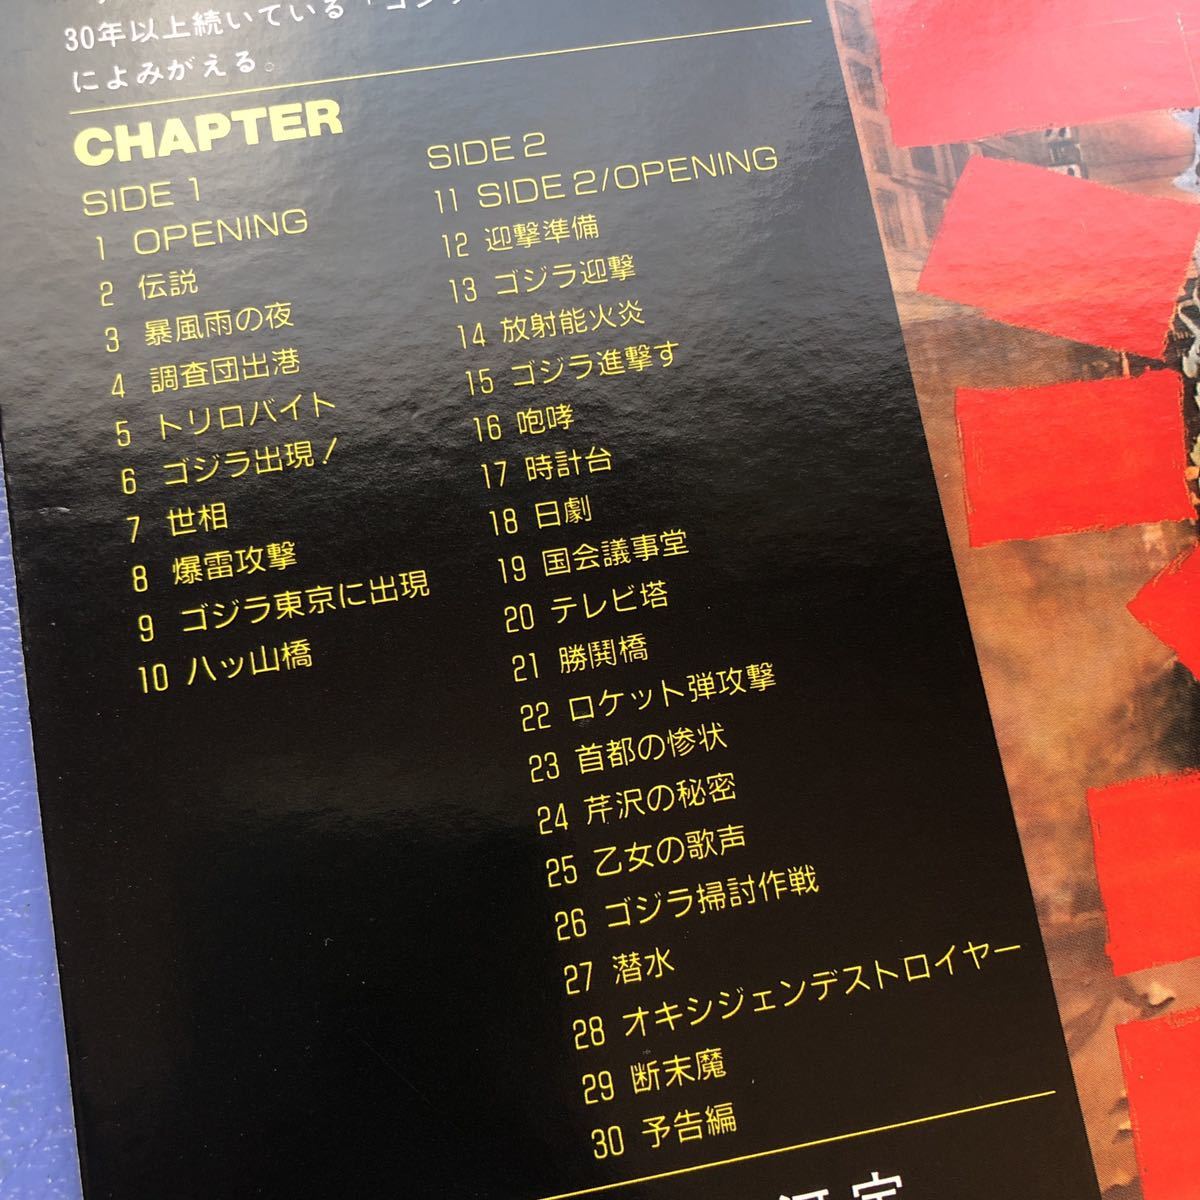 30年以上続いている「ゴジラ
によみがえる。
CHAPTER
SIDE 1
1 OPENING
2 伝説
3 暴風雨の夜
4 調査団出港
5 トリロバイト
6 ゴジラ出現!
7 世相
8 爆雷攻撃
9 ゴジラ東京に出現
10 ハッ山橋
SIDE 2
11 SIDE 2/OPENING
12 迎撃準備
13 ゴジラ迎撃
14 放射能火炎
15 ゴジラ進撃す
16 咆哮
17 時計台
18 日劇
19 国会議事堂
20 テレビ塔
21 勝鬨橋
22 ロケット弾攻撃
23 首都の惨状
24 芹沢の秘密
25 乙女の歌声
26 ゴジラ掃討作戦
27 潜水
28 オキシジェンデストロイヤー
29 断末魔
30 予告編